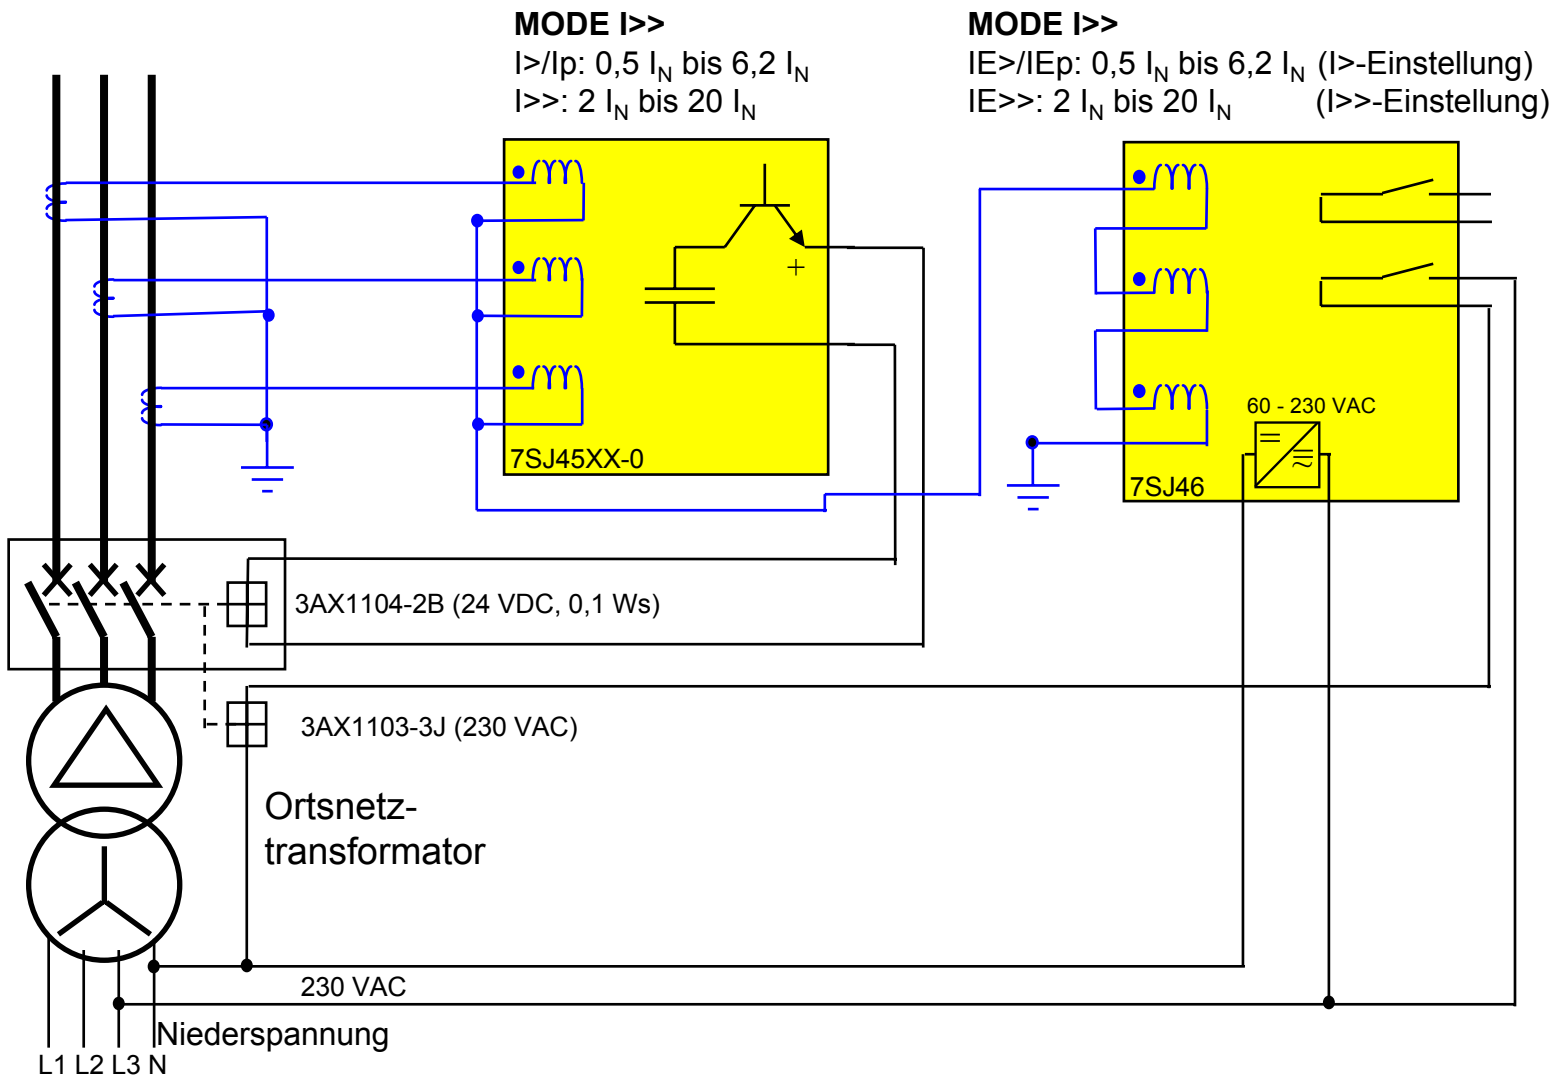 MODE I>>
I>/Ip: 0,5 IN bis 6,2 IN
I>>: 2 IN bis 20 IN
MODE I>>
IE>/IEp: 0,5 IN bis 6,2 IN (I>-Einstellung)
IE>>: 2 IN bis 20 IN (I>>-Einstellung)
+
7SJ45XX-0
60 - 230 VAC
7SJ46
3AX1104-2B (24 VDC, 0,1 Ws)
3AX1103-3J (230 VAC)
Ortsnetz-
transformator
230 VAC
Niederspannung
L1 L2 L3 N